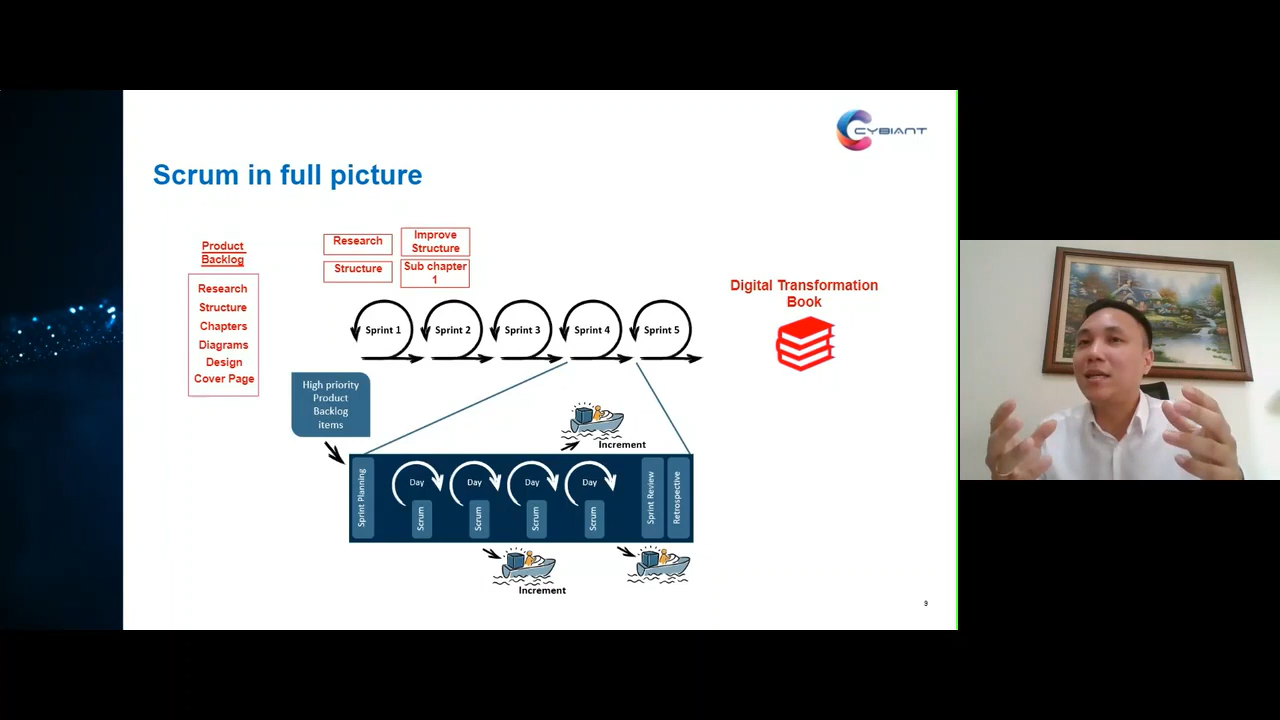 CYBIANT
Scrum in full picture
Product
Backlog
Research
Structure
Chapters
Diagrams
Design
Cover Page
Research
Improve
Structure
Structure
Sub chapter
1
Sprint 1
Sprint 2
Sprint 3
Sprint 4
Sprint 5
Digital Transformation
Book
High priority
Product
Backlog
items
Increment
Sprint Planning
Day
Scrum
Day
Scrum
Day
Scrum
Day
Scrum
Sprint Review
Retrospective
Increment
9